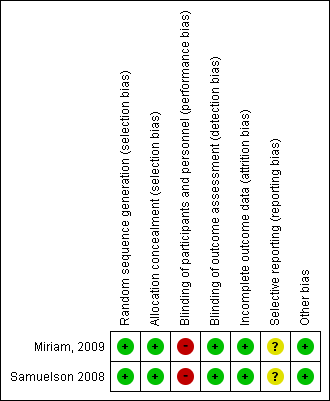 Random sequence generation (selection bias)
Allocation concealment (selection bias)
Blinding of participants and personnel (performance bias)
Blinding of outcome assessment (detection bias)
Incomplete outcome data (attrition bias)
Selective reporting (reporting bias)
Other bias
Miriam, 2009 + + - + + ? +
Samuelson 2008 + + - + + ? +